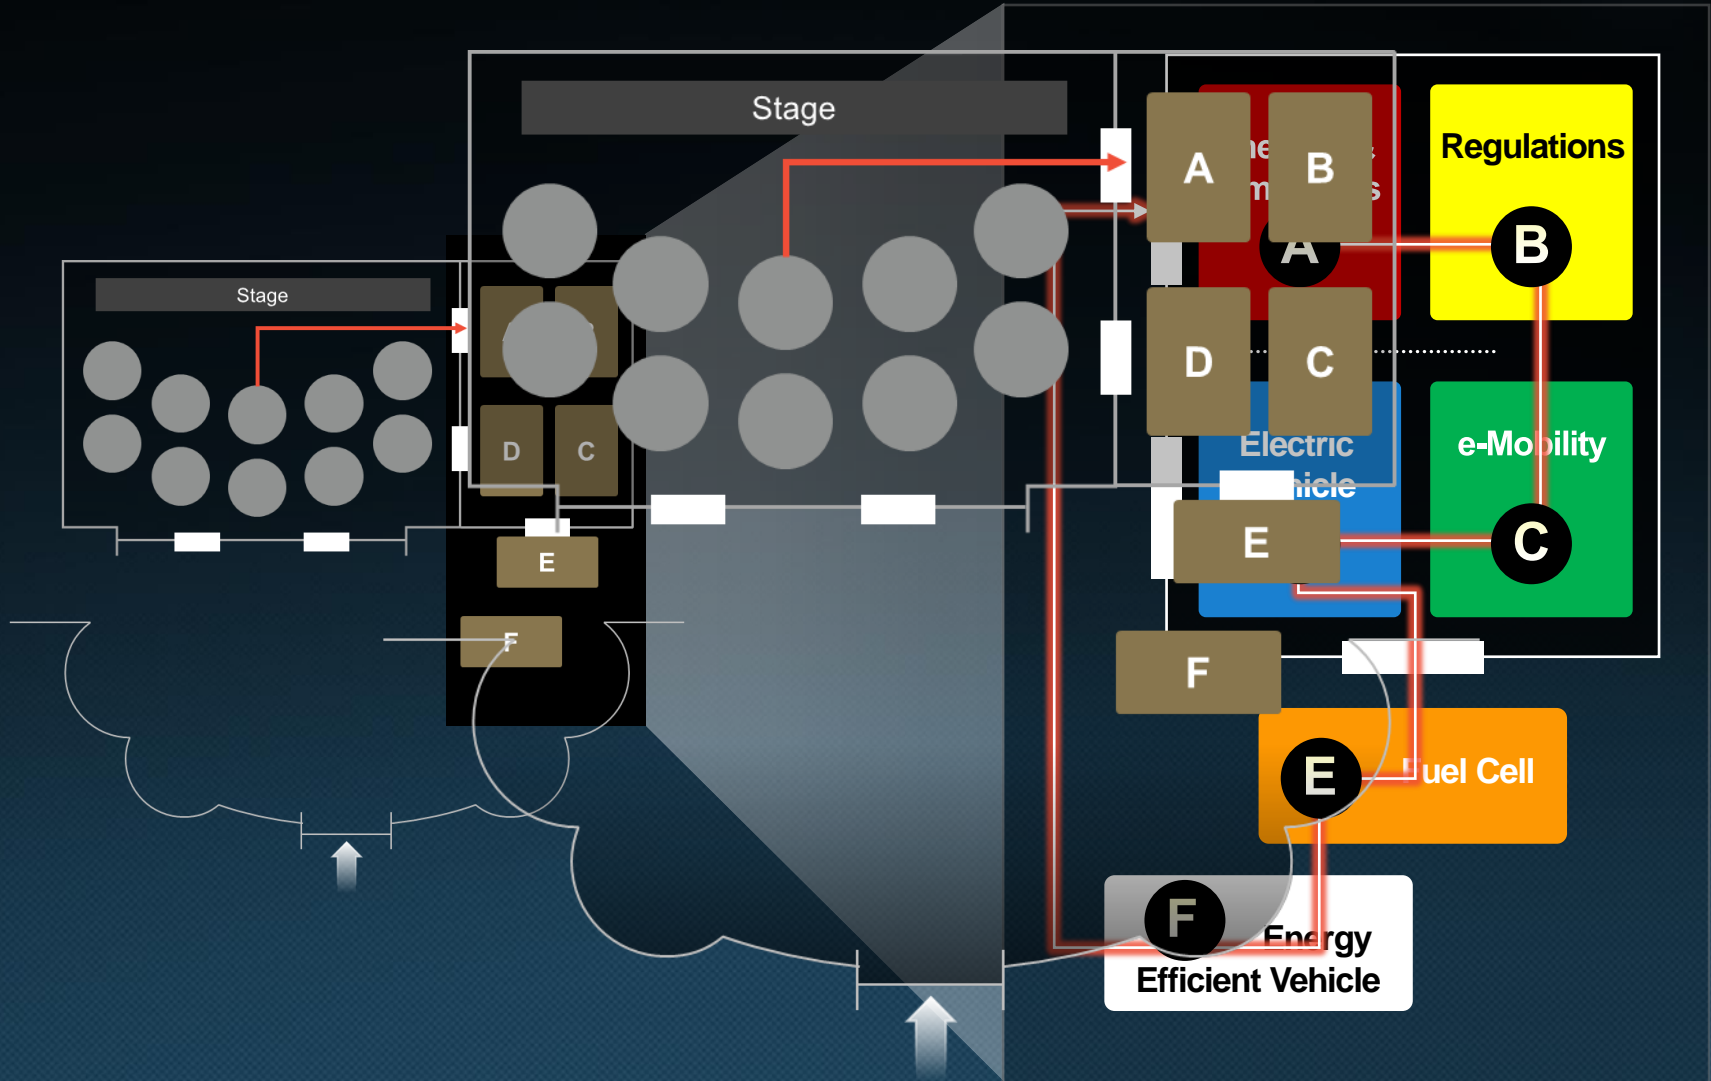 Stage
A
B
Regulations
A
B
Stage
D
C
D
C
Electric
e-Mobility
E
E
C
F
F
E
Fuel Cell
F
Energy
Efficient Vehicle